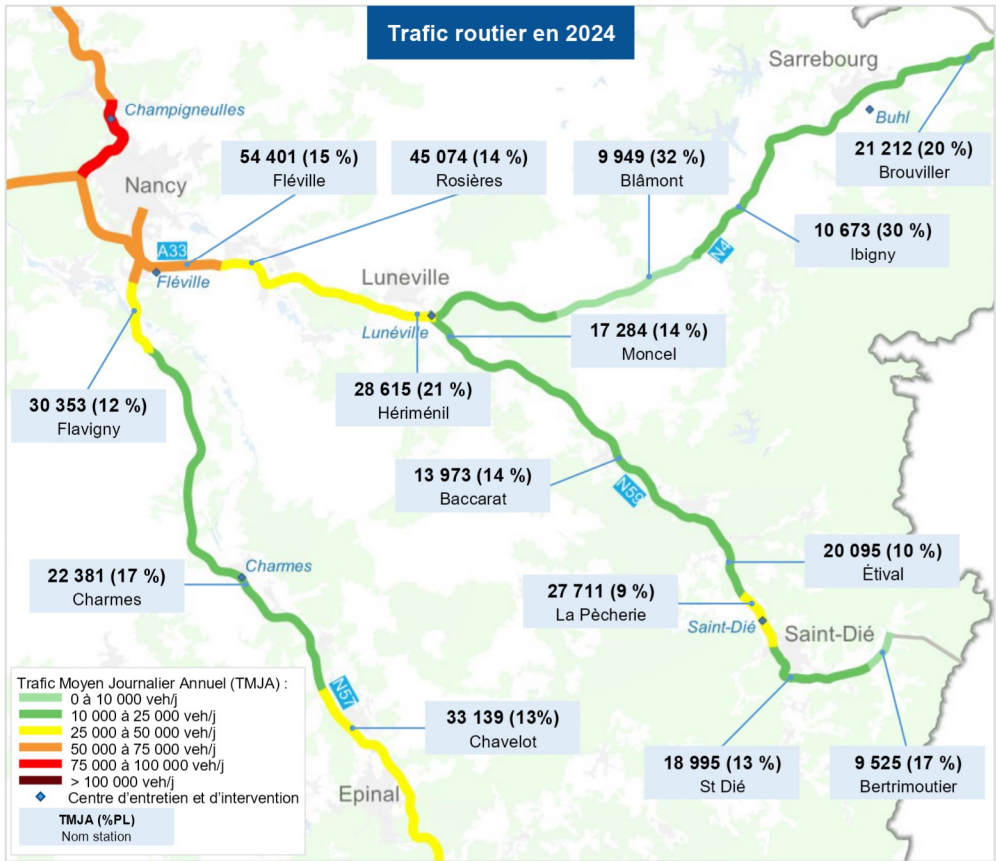 Trafic routier en 2024
Sarrebourg
Champigneulles
Buhl
54 401 (15 %)
Fléville
45 074 (14 %)
Rosières
9 949 (32 %)
Blâmont
21 212 (20 %)
Brouviller
Nancy
10 673 (30 %)
Ibigny
A33
N4
Fléville
Luneville
Lunéville
17 284 (14 %)
Moncel
30 353 (12 %)
Flavigny
28 615 (21 %)
Hériménil
13 973 (14 %)
Baccarat
N59
20 095 (10 %)
Étival
Charmes
22 381 (17 %)
Charmes
27 711 (9 %)
La Pècherie
Saint-Dié
Saint-Dié
N57
33 139 (13%)
Chavelot
18 995 (13 %)
St Dié
9 525 (17 %)
Bertrimoutier
Epinal
Trafic Moyen Journalier Annuel (TMJA) :
0 à 10 000 veh/j
10 000 à 25 000 veh/j
25 000 à 50 000 veh/j
50 000 à 75 000 veh/j
75 000 à 100 000 veh/j
> 100 000 veh/j
Centre d'entretien et d'intervention
TMJA (%PL)
Nom station